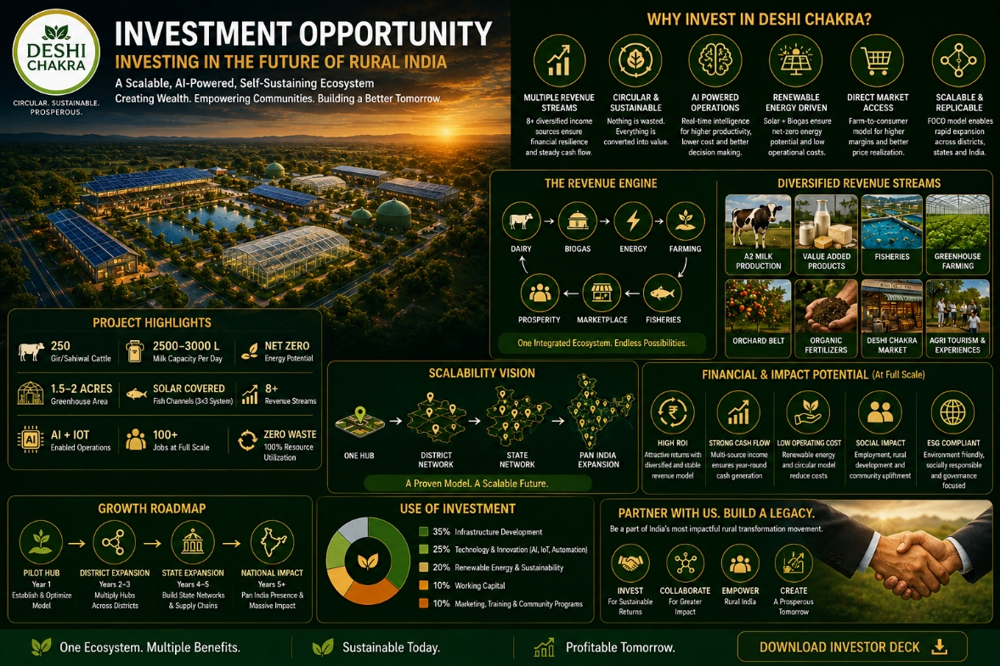 DESHI
CHAKRA
CIRCULAR. SUSTAINABLE.
PROSPEROUS.
INVESTMENT OPPORTUNITY
INVESTING IN THE FUTURE OF RURAL INDIA
A Scalable, AI-Powered, Self-Sustaining Ecosystem
Creating Wealth. Empowering Communities. Building a Better Tomorrow.
WHY INVEST IN DESHI CHAKRA?
MULTIPLE REVENUE
STREAMS
8+ diversified income
sources ensure
financial resilience
and steady cash flow.
CIRCULAR &
SUSTAINABLE
Nothing is wasted.
Everything is
converted into value.
AI POWERED
OPERATIONS
Real-time intelligence
for higher productivity,
lower cost and better
decision making.
RENEWABLE
ENERGY DRIVEN
Solar + Biogas ensure
net-zero energy
potential and low
operational costs.
DIRECT MARKET
ACCESS
Farm-to-consumer
model for higher
margins and better
price realization.
SCALABLE &
REPLICABLE
FOCO model enables
rapid expansion
across districts,
states and India.
THE REVENUE ENGINE
DAIRY
BIOGAS
ENERGY
FARMING
PROSPERITY
MARKETPLACE
FISHERIES
One Integrated Ecosystem. Endless Possibilities.
DIVERSIFIED REVENUE STREAMS
A2 MILK
PRODUCTION
VALUE ADDED
PRODUCTS
FISHERIES
GREENHOUSE
FARMING
ORCHARD BELT
ORGANIC
FERTILIZERS
DESHI CHAKRA
MARKET
AGRI TOURISM &
EXPERIENCES
PROJECT HIGHLIGHTS
250
Gir/Sahiwal Cattle
2500–3000 L
Milk Capacity Per Day
NET ZERO
Energy Potential
1.5–2 ACRES
Greenhouse Area
SOLAR COVERED
Fish Channels (3×3 System)
8+
Revenue Streams
AI
AI + IOT
Enabled Operations
100+
Jobs at Full Scale
ZERO WASTE
100% Resource
Utilization
SCALABILITY VISION
ONE HUB
DISTRICT
NETWORK
STATE
NETWORK
PAN INDIA
EXPANSION
A Proven Model. A Scalable Future.
FINANCIAL & IMPACT POTENTIAL (At Full Scale)
₹
HIGH ROI
Attractive returns with
diversified and stable
revenue model
STRONG CASH FLOW
Multi-source income
ensures year-round
cash generation
LOW OPERATING COST
Renewable energy
and circular model
reduce costs
SOCIAL IMPACT
Employment, rural
development and
community upliftment
ESG COMPLIANT
Environment friendly,
socially responsible
and governance
focused
GROWTH ROADMAP
PILOT HUB
Year 1
Establish & Optimize
Model
DISTRICT EXPANSION
Years 2–3
Multiply Hubs
Across Districts
STATE EXPANSION
Years 4–5
Build State Networks
& Supply Chains
NATIONAL IMPACT
Years 5+
Pan India Presence &
Massive Impact
USE OF INVESTMENT
35% Infrastructure Development
25% Technology & Innovation (AI, IoT, Automation)
20% Renewable Energy & Sustainability
10% Working Capital
10% Marketing, Training & Community Programs
PARTNER WITH US. BUILD A LEGACY.
Be a part of India's most impactful rural transformation movement.
INVEST
For Sustainable
Returns
COLLABORATE
For Greater
Impact
EMPOWER
Rural India
CREATE
A Prosperous
Tomorrow
One Ecosystem. Multiple Benefits.
Sustainable Today.
Profitable Tomorrow.
DOWNLOAD INVESTOR DECK